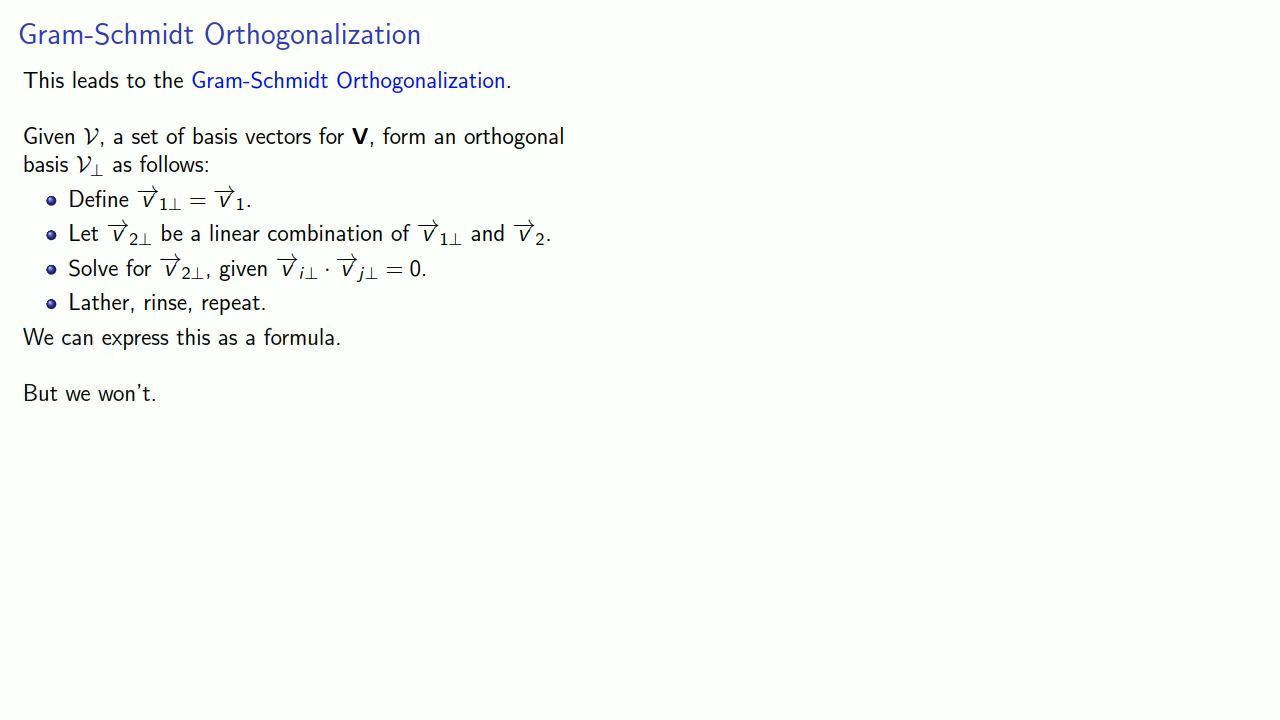 Gram-Schmidt Orthogonalization
This leads to the Gram-Schmidt Orthogonalization.
Given 𝒱, a set of basis vectors for V, form an orthogonal
basis 𝒱⊥ as follows:
• Define v⃗₁⊥ = v⃗₁.
• Let v⃗₂⊥ be a linear combination of v⃗₁⊥ and v⃗₂.
• Solve for v⃗₂⊥, given v⃗ᵢ⊥ · v⃗ⱼ⊥ = 0.
• Lather, rinse, repeat.
We can express this as a formula.
But we won't.